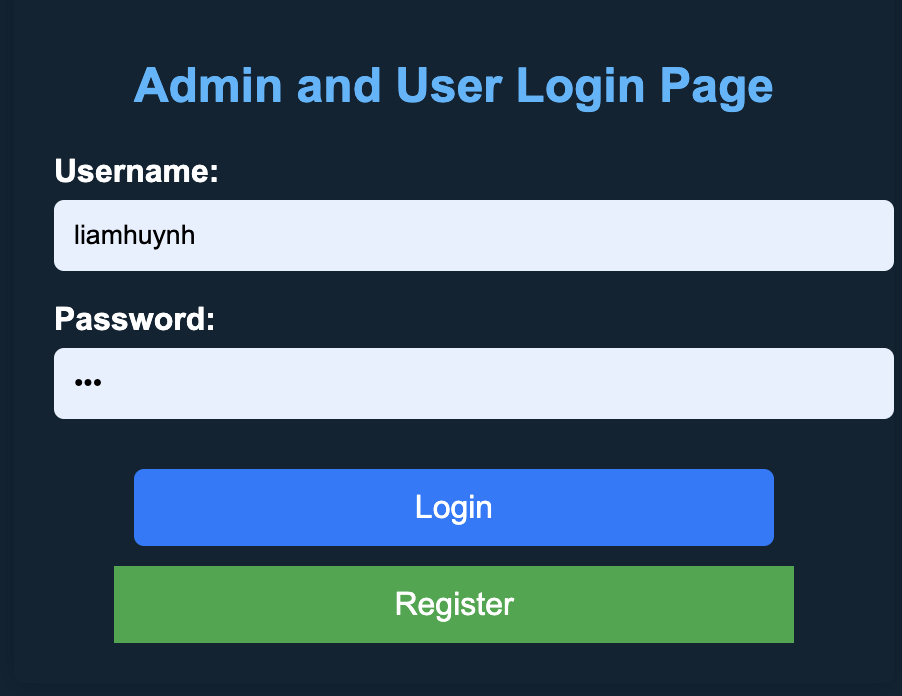 Admin and User Login Page
Username:
liamhuynh
Password:
•••
Login
Register